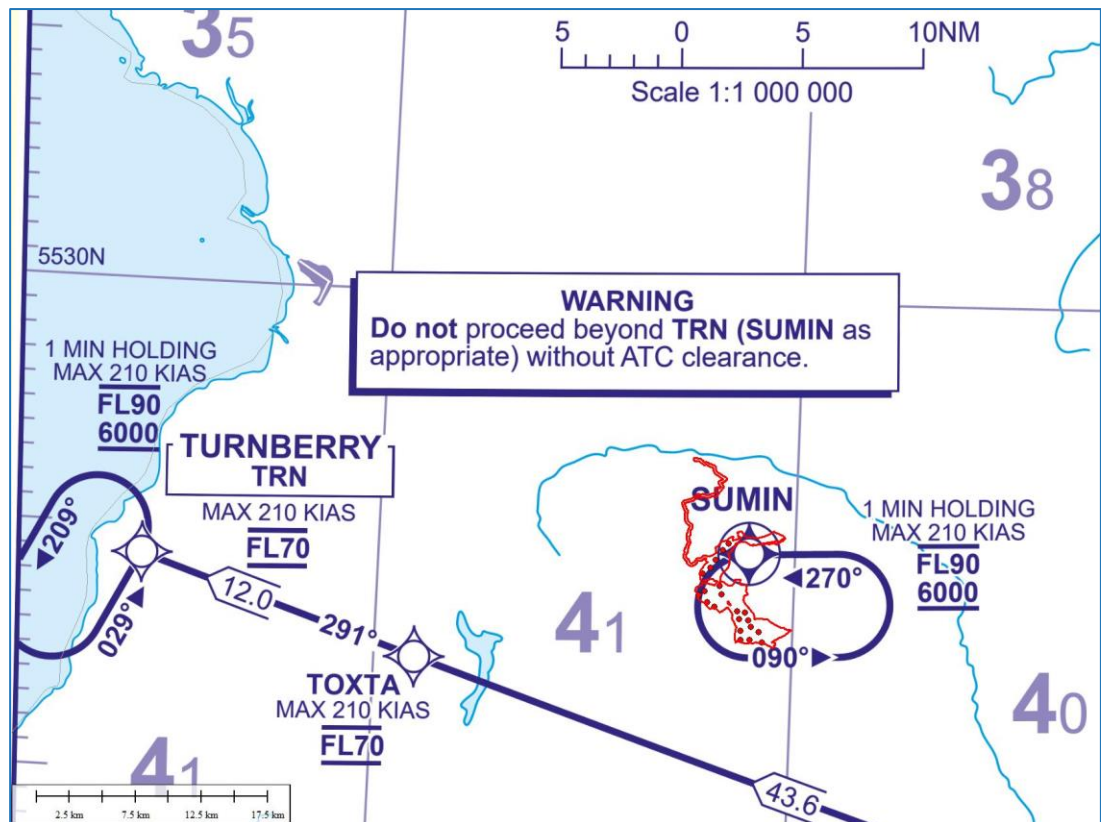 35
5 0 5 10NM
Scale 1:1 000 000
38
5530N
WARNING
Do not proceed beyond TRN (SUMIN as
appropriate) without ATC clearance.
1 MIN HOLDING
MAX 210 KIAS
FL90
6000
TURNBERRY
TRN
MAX 210 KIAS
FL70
209°
029°
12.0
291°
TOXTA
MAX 210 KIAS
FL70
41
SUMIN
1 MIN HOLDING
MAX 210 KIAS
FL90
6000
270°
090°
41
40
43.6
2.5 km 7.5 km 12.5 km 17.5 km